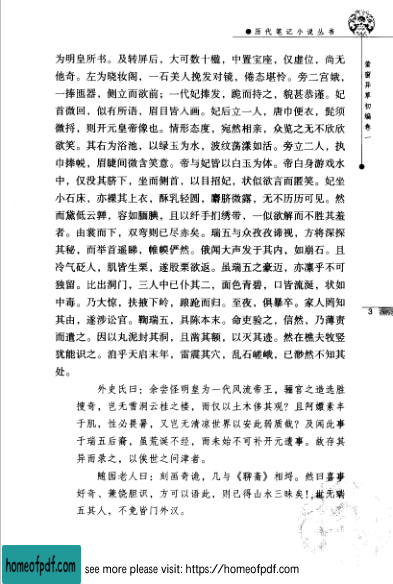 ●历代笔记小说丛书
萤窗异草初编卷一
为明皇所书。及转屏后，大可数十楹，中置宝座，仅虚位，尚无
他奇。左为晓妆阁，一石美人挽发对镜，倦态堪怜。旁二宫娥，
一捧匜器，侧立而欲前；一代妃捧发，跪而持之，貌甚恭谨。妃
首微回，似有所语，眉目皆入画。妃后立一人，唐巾便衣，髭须
微捋，则开元皇帝像也。情形态度，宛然相亲，众览之无不欣欣
欲笑。其右为浴池，以绿玉为水，波纹荡漾如活。旁立二人，执
巾捧帨，眉睫间微含笑意。帝与妃皆以白玉为体。帝白身游戏水
中，仅没其脐下，坐而侧首，以目招妃，状似欲言而匿笑。妃坐
小石床，亦裸其上衣，酥乳轻圆，麝脐微露，无不历历可见。然
而黛低云亸，容如腼腆，且以纤手扪绣带，一似欲解而不胜其羞
者。由裳而下，双弯则已尽赤矣。瑞五与众孜孜谛视，方将深探
其秘，而举首遥睇，帷幙俨然。俄闻大声发于其内，如崩石。且
冷气砭人，肌皆生栗，遂股栗欲返。虽瑞五之豪迈，亦凛乎不可
独留。比出洞门，三人中已仆其二，面色青碧，口皆流涎，状如
中毒。乃大惊，扶掖下岭，踉跄而归。至夜，俱暴卒。家人罔知
其由，遂涉讼官。鞫瑞五，具陈本末。命吏验之，信然，乃薄责
而遣之。因以丸泥封其洞，且凿其额，以灭其迹。然在樵夫牧竖
犹能识之。洎乎天启末年，雷震其穴，乱石嵯峨，已渺然不知其
处。
外史氏曰：余尝怪明皇为一代风流帝王，骊宫之造选胜
搜奇，岂无雪洞云桂之楼，而仅以土木侈其观？且阿嬛素丰
于肌，性必畏暑，又岂无清凉世界以安此弱质哉？及闻此事
于瑞五后裔，虽荒诞不经，而未始不可补开元遗事。故存其
异而录之，以俟世之问津者。
随园老人曰：刻画奇诡，几与《聊斋》相埒。然曰喜事
好奇、兼饶胆识，方可以语此，则已得山水三昧矣！世无瑞
五其人，不免皆门外汉。
3
homeofpdf.com
see more please visit: https://homeofpdf.com